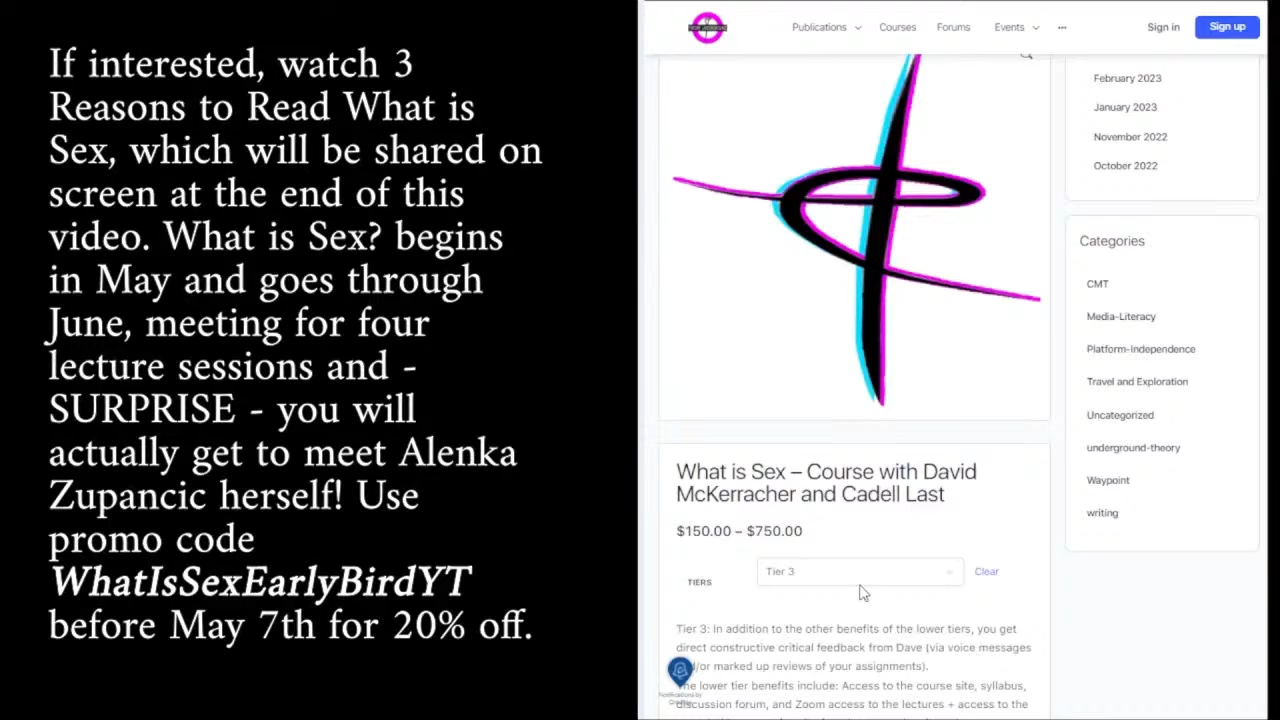 If interested, watch 3
Reasons to Read What is
Sex, which will be shared on
screen at the end of this
video. What is Sex? begins
in May and goes through
June, meeting for four
lecture sessions and -
SURPRISE - you will
actually get to meet Alenka
Zupancic herself! Use
promo code
WhatIsSexEarlyBirdYT
before May 7th for 20% off.
Publications Courses Forums Events ··· Sign in Sign up
February 2023
January 2023
November 2022
October 2022
Categories
CMT
Media-Literacy
Platform-Independence
Travel and Exploration
Uncategorized
underground-theory
Waypoint
writing
What is Sex – Course with David
McKerracher and Cadell Last
$150.00 – $750.00
TIERS
Tier 3
Clear
Tier 3: In addition to the other benefits of the lower tiers, you get
direct constructive critical feedback from Dave (via voice messages
/or marked up reviews of your assignments).
The lower tier benefits include: Access to the course site, syllabus,
discussion forum, and Zoom access to the lectures + access to the